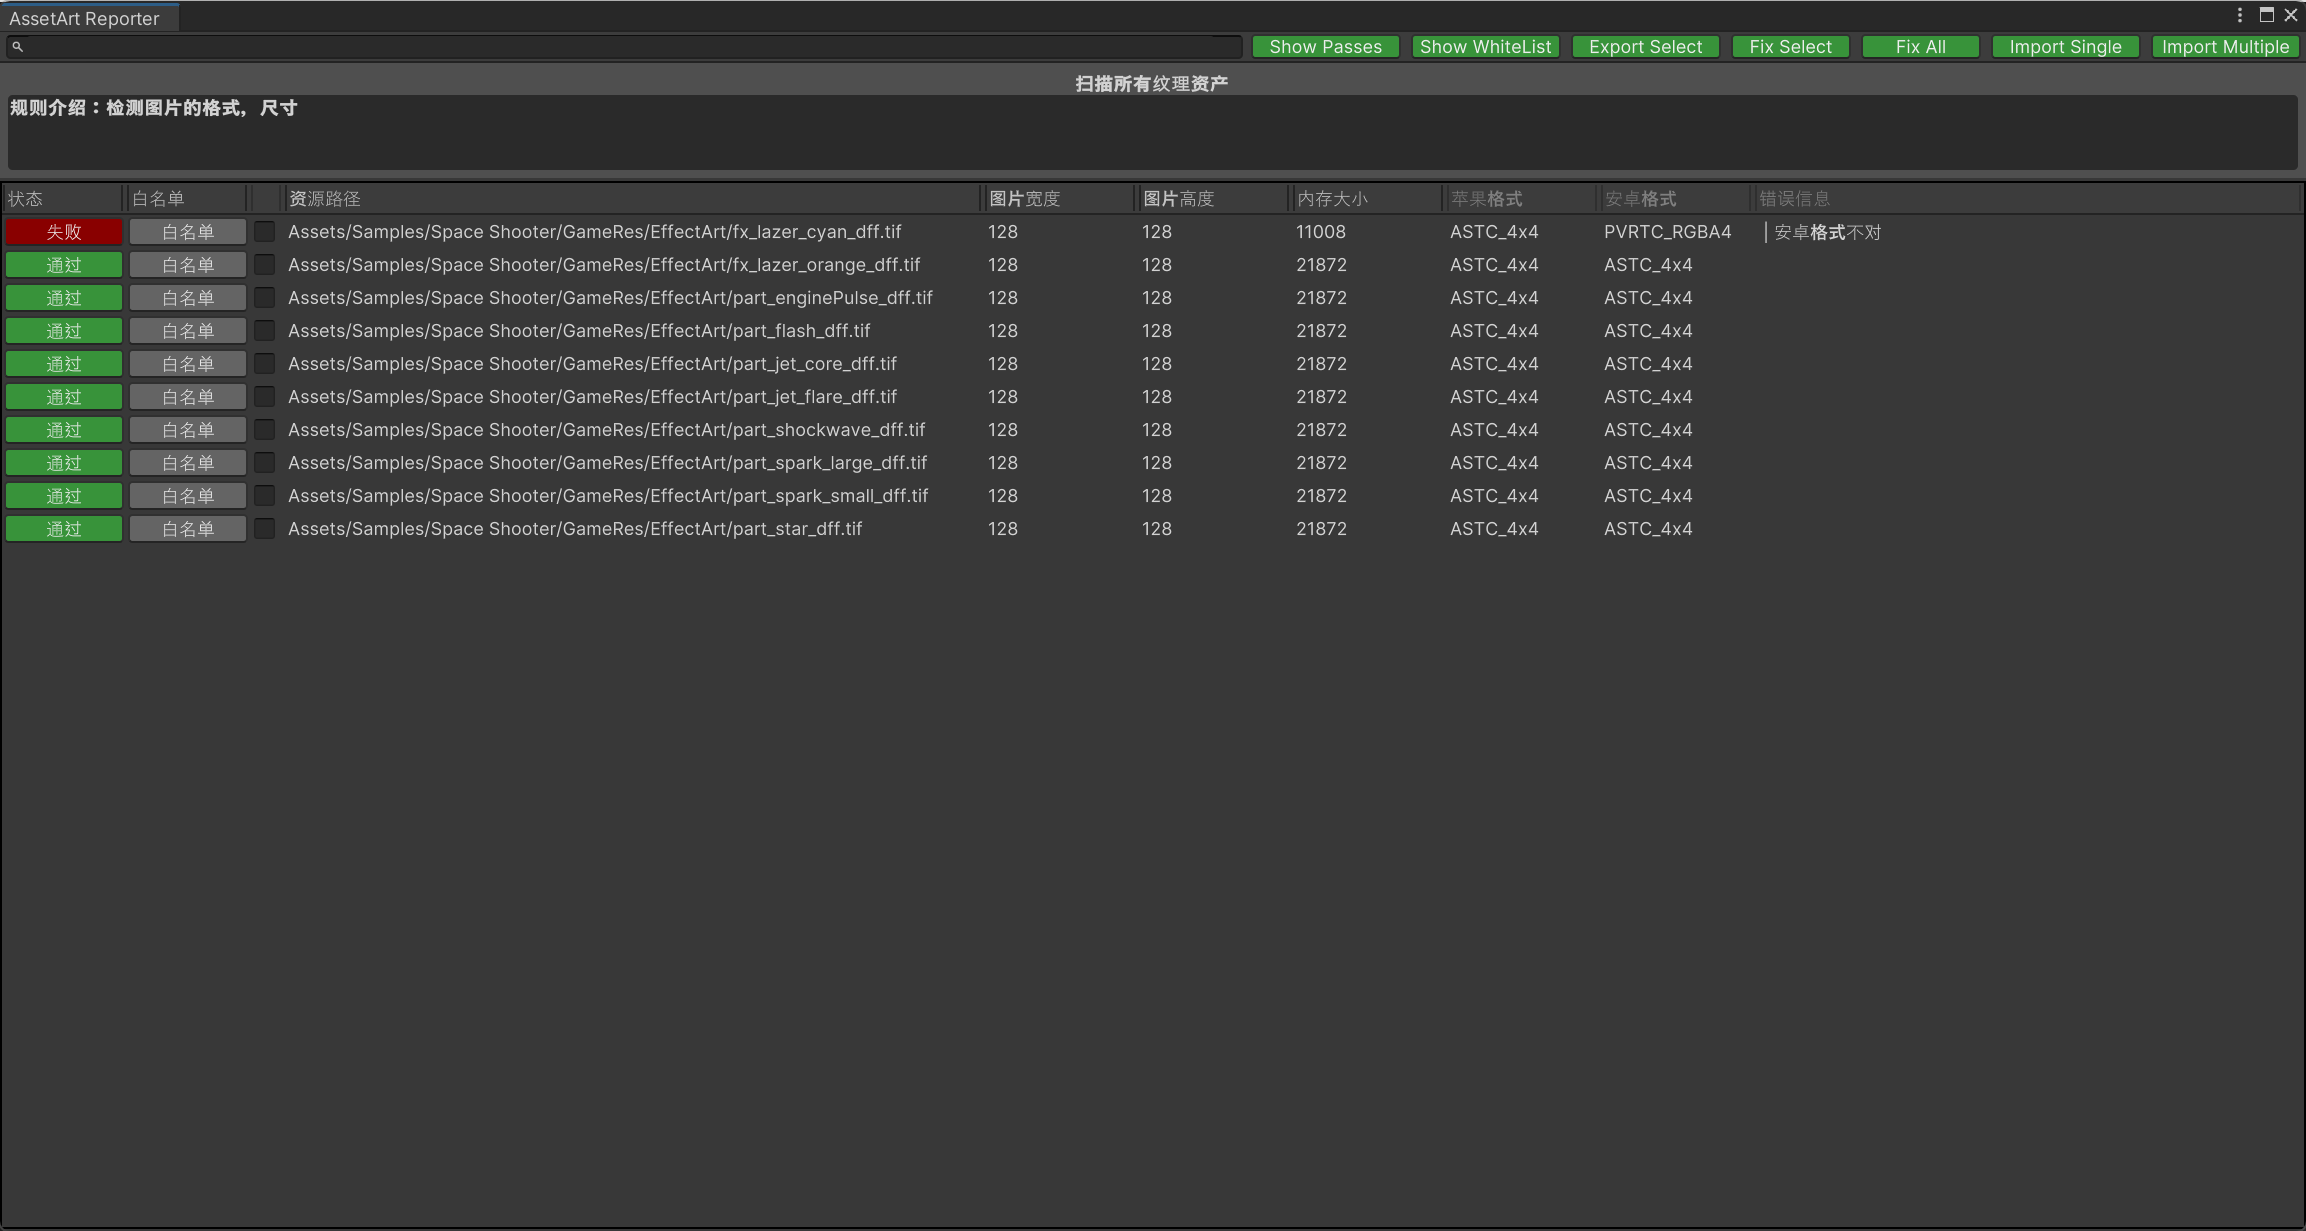 AssetArt Reporter
Show Passes Show WhiteList Export Select Fix Select Fix All Import Single Import Multiple
扫描所有纹理资产
规则介绍：检测图片的格式，尺寸
状态 白名单 资源路径 图片宽度 图片高度 内存大小 苹果格式 安卓格式 错误信息
失败 白名单 Assets/Samples/Space Shooter/GameRes/EffectArt/fx_lazer_cyan_dff.tif 128 128 11008 ASTC_4x4 PVRTC_RGBA4 | 安卓格式不对
通过 白名单 Assets/Samples/Space Shooter/GameRes/EffectArt/fx_lazer_orange_dff.tif 128 128 21872 ASTC_4x4 ASTC_4x4
通过 白名单 Assets/Samples/Space Shooter/GameRes/EffectArt/part_enginePulse_dff.tif 128 128 21872 ASTC_4x4 ASTC_4x4
通过 白名单 Assets/Samples/Space Shooter/GameRes/EffectArt/part_flash_dff.tif 128 128 21872 ASTC_4x4 ASTC_4x4
通过 白名单 Assets/Samples/Space Shooter/GameRes/EffectArt/part_jet_core_dff.tif 128 128 21872 ASTC_4x4 ASTC_4x4
通过 白名单 Assets/Samples/Space Shooter/GameRes/EffectArt/part_jet_flare_dff.tif 128 128 21872 ASTC_4x4 ASTC_4x4
通过 白名单 Assets/Samples/Space Shooter/GameRes/EffectArt/part_shockwave_dff.tif 128 128 21872 ASTC_4x4 ASTC_4x4
通过 白名单 Assets/Samples/Space Shooter/GameRes/EffectArt/part_spark_large_dff.tif 128 128 21872 ASTC_4x4 ASTC_4x4
通过 白名单 Assets/Samples/Space Shooter/GameRes/EffectArt/part_spark_small_dff.tif 128 128 21872 ASTC_4x4 ASTC_4x4
通过 白名单 Assets/Samples/Space Shooter/GameRes/EffectArt/part_star_dff.tif 128 128 21872 ASTC_4x4 ASTC_4x4